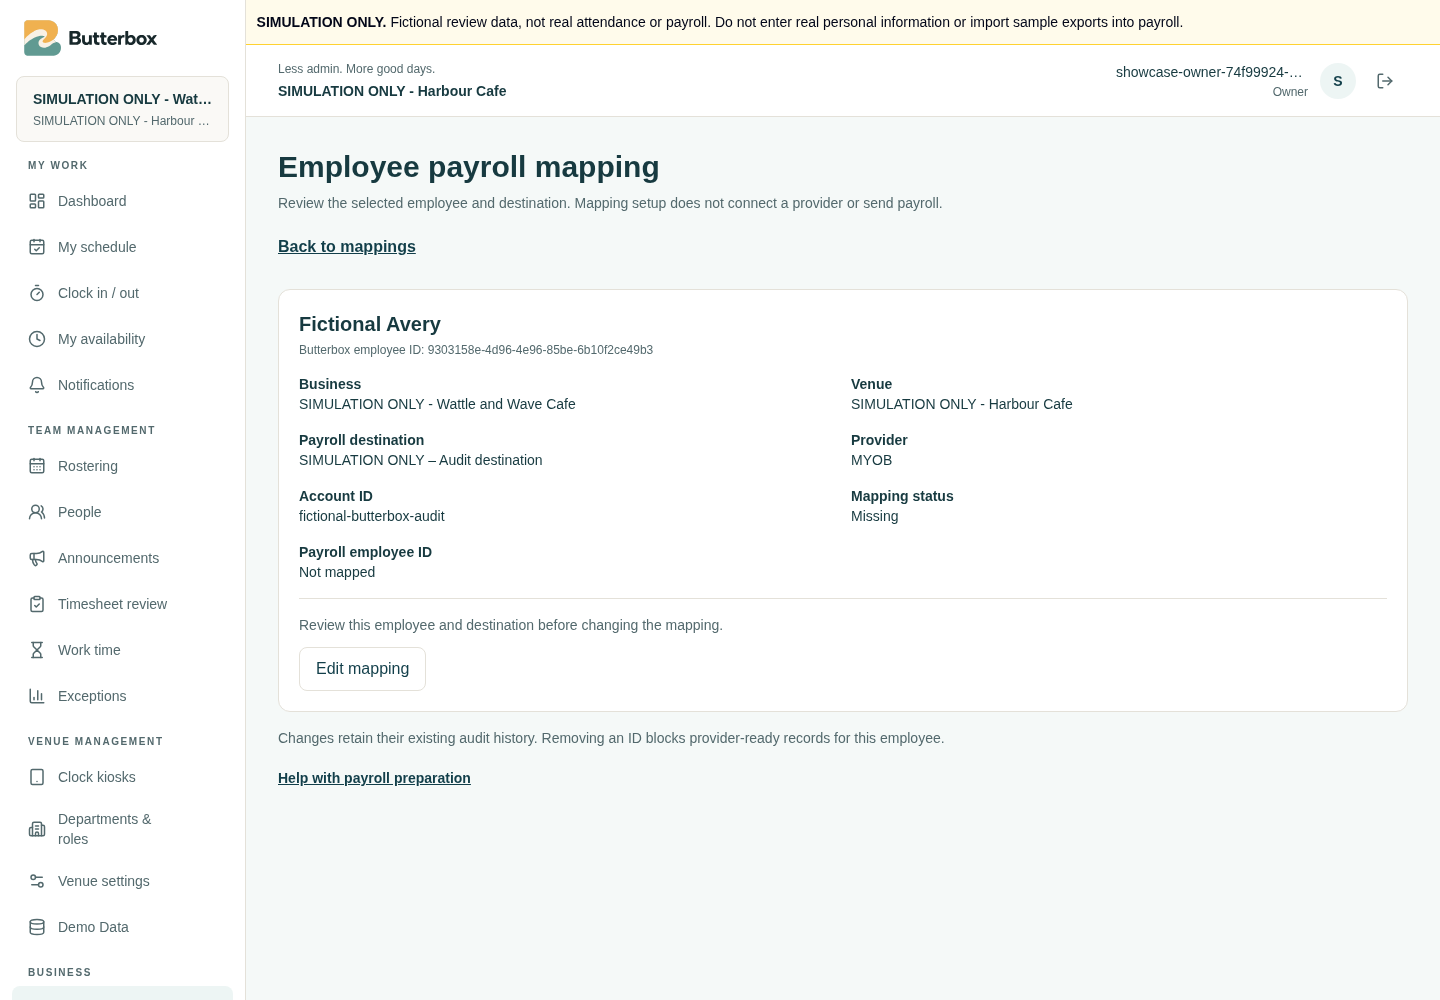 Butterbox
SIMULATION ONLY - Wat...
SIMULATION ONLY - Harbour ...
MY WORK
Dashboard
My schedule
Clock in / out
My availability
Notifications
TEAM MANAGEMENT
Rostering
People
Announcements
Timesheet review
Work time
Exceptions
VENUE MANAGEMENT
Clock kiosks
Departments &
roles
Venue settings
Demo Data
BUSINESS
SIMULATION ONLY. Fictional review data, not real attendance or payroll. Do not enter real personal information or import sample exports into payroll.
Less admin. More good days.
SIMULATION ONLY - Harbour Cafe
showcase-owner-74f99924-...
Owner
S
Employee payroll mapping
Review the selected employee and destination. Mapping setup does not connect a provider or send payroll.
Back to mappings
Fictional Avery
Butterbox employee ID: 9303158e-4d96-4e96-85be-6b10f2ce49b3
Business
SIMULATION ONLY - Wattle and Wave Cafe
Venue
SIMULATION ONLY - Harbour Cafe
Payroll destination
SIMULATION ONLY – Audit destination
Provider
MYOB
Account ID
fictional-butterbox-audit
Mapping status
Missing
Payroll employee ID
Not mapped
Review this employee and destination before changing the mapping.
Edit mapping
Changes retain their existing audit history. Removing an ID blocks provider-ready records for this employee.
Help with payroll preparation